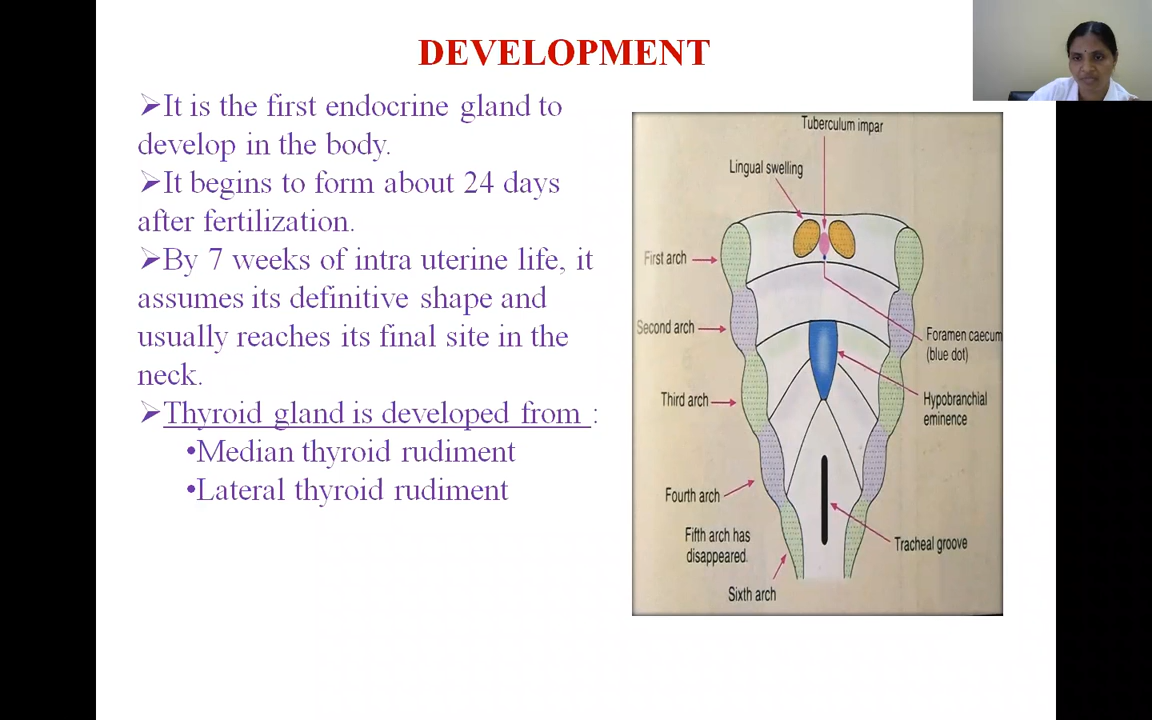 DEVELOPMENT
➢It is the first endocrine gland to
develop in the body.
➢It begins to form about 24 days
after fertilization.
➢By 7 weeks of intra uterine life, it
assumes its definitive shape and
usually reaches its final site in the
neck.
➢Thyroid gland is developed from :
•Median thyroid rudiment
•Lateral thyroid rudiment
Tuberculum impar
Lingual swelling
First arch
Second arch
Foramen caecum
(blue dot)
Third arch
Hypobranchial
eminence
Fourth arch
Fifth arch has
disappeared.
Tracheal groove
Sixth arch